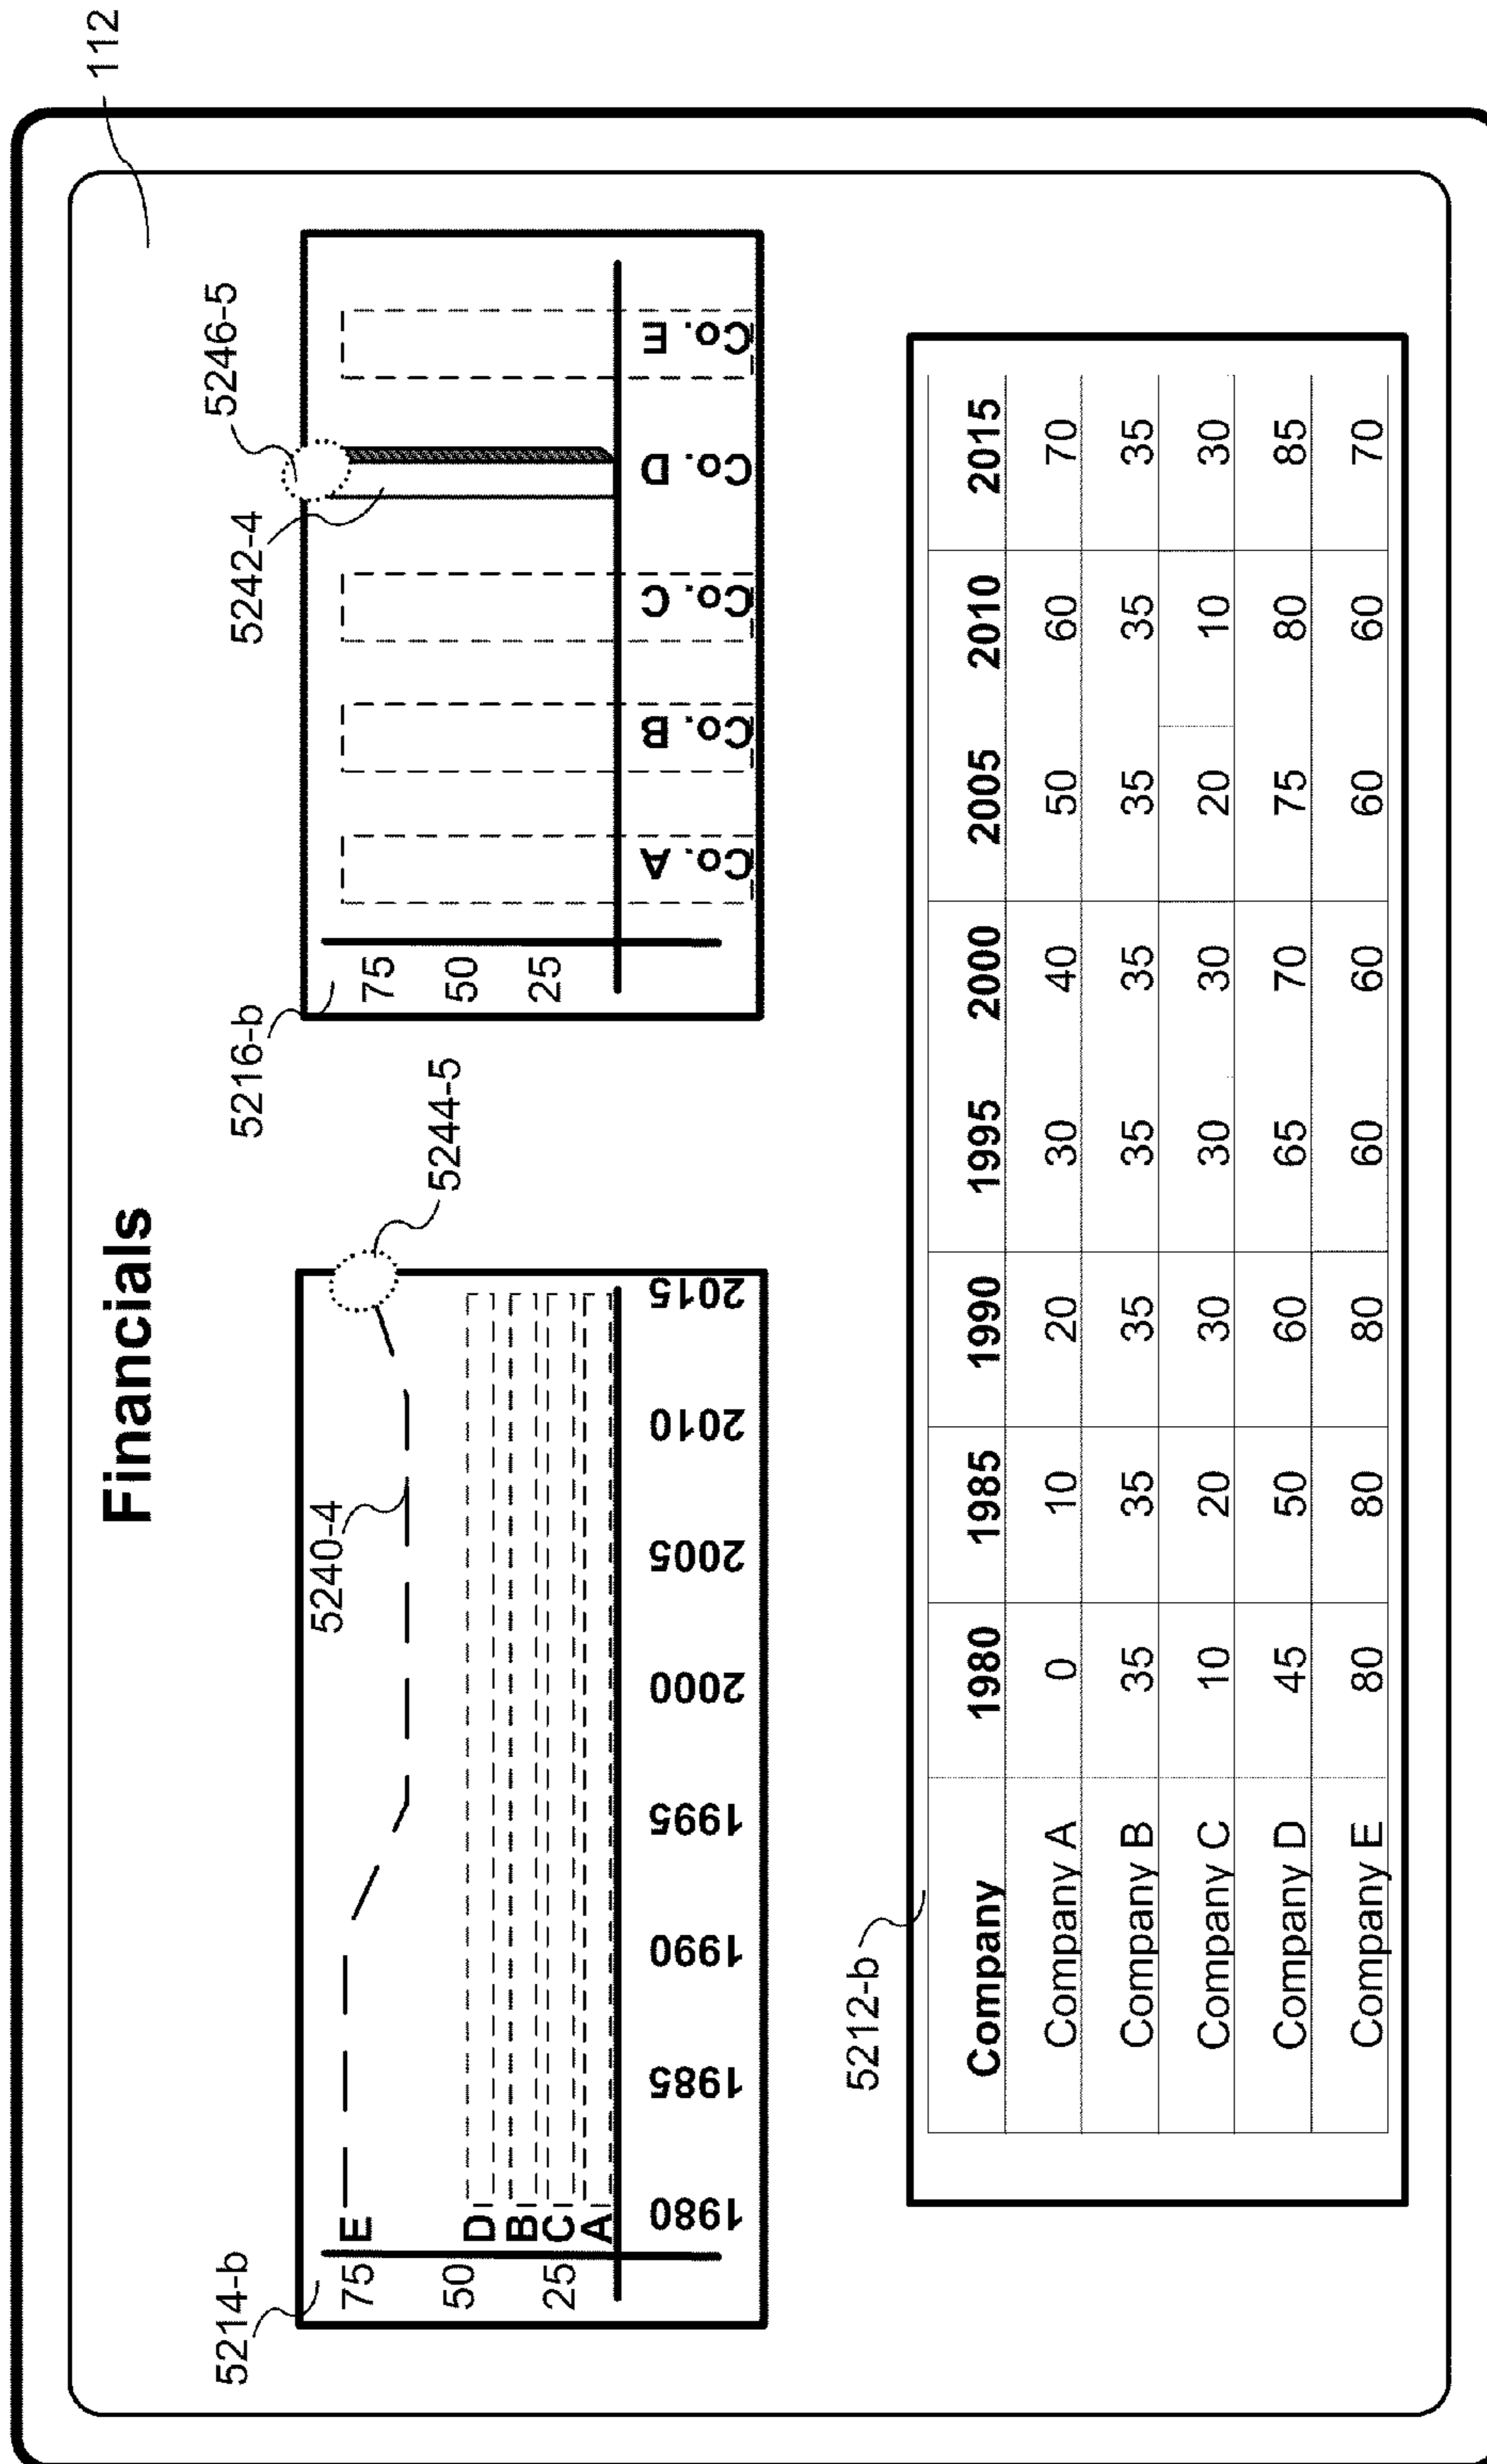 Financials
112
5214-b
75
50
25
E
D
B
C
A
1980
1985
1990
1995
2000
2005
2010
2015
5240-4
5244-5
5216-b
75
50
25
Co. A
Co. B
Co. C
Co. D
Co. E
5242-4
5246-5
5212-b
Company 1980 1985 1990 1995 2000 2005 2010 2015
Company A 0 10 20 30 40 50 60 70
Company B 35 35 35 35 35 35 35 35
Company C 10 20 30 30 30 20 10 30
Company D 45 50 60 65 70 75 80 85
Company E 80 80 80 60 60 60 60 70